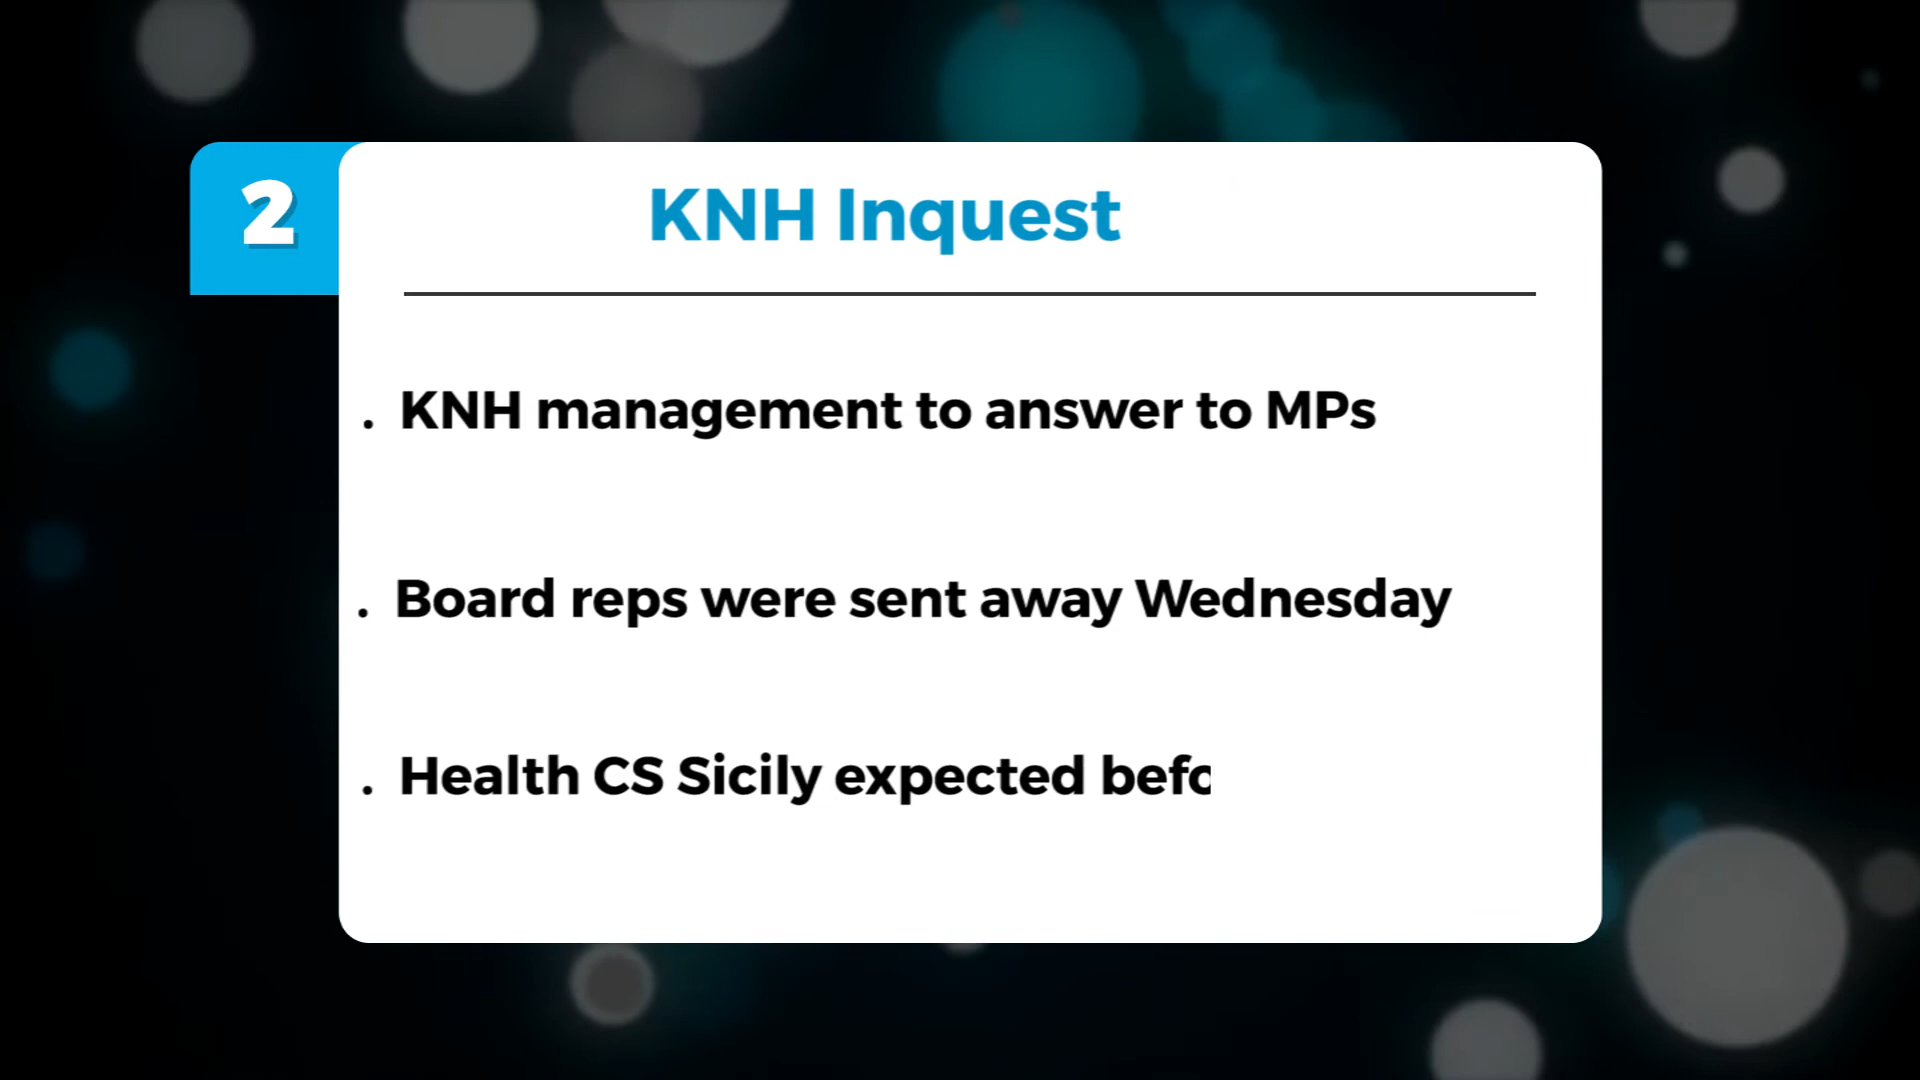 2
KNH Inquest
. KNH management to answer to MPs
. Board reps were sent away Wednesday
. Health CS Sicily expected